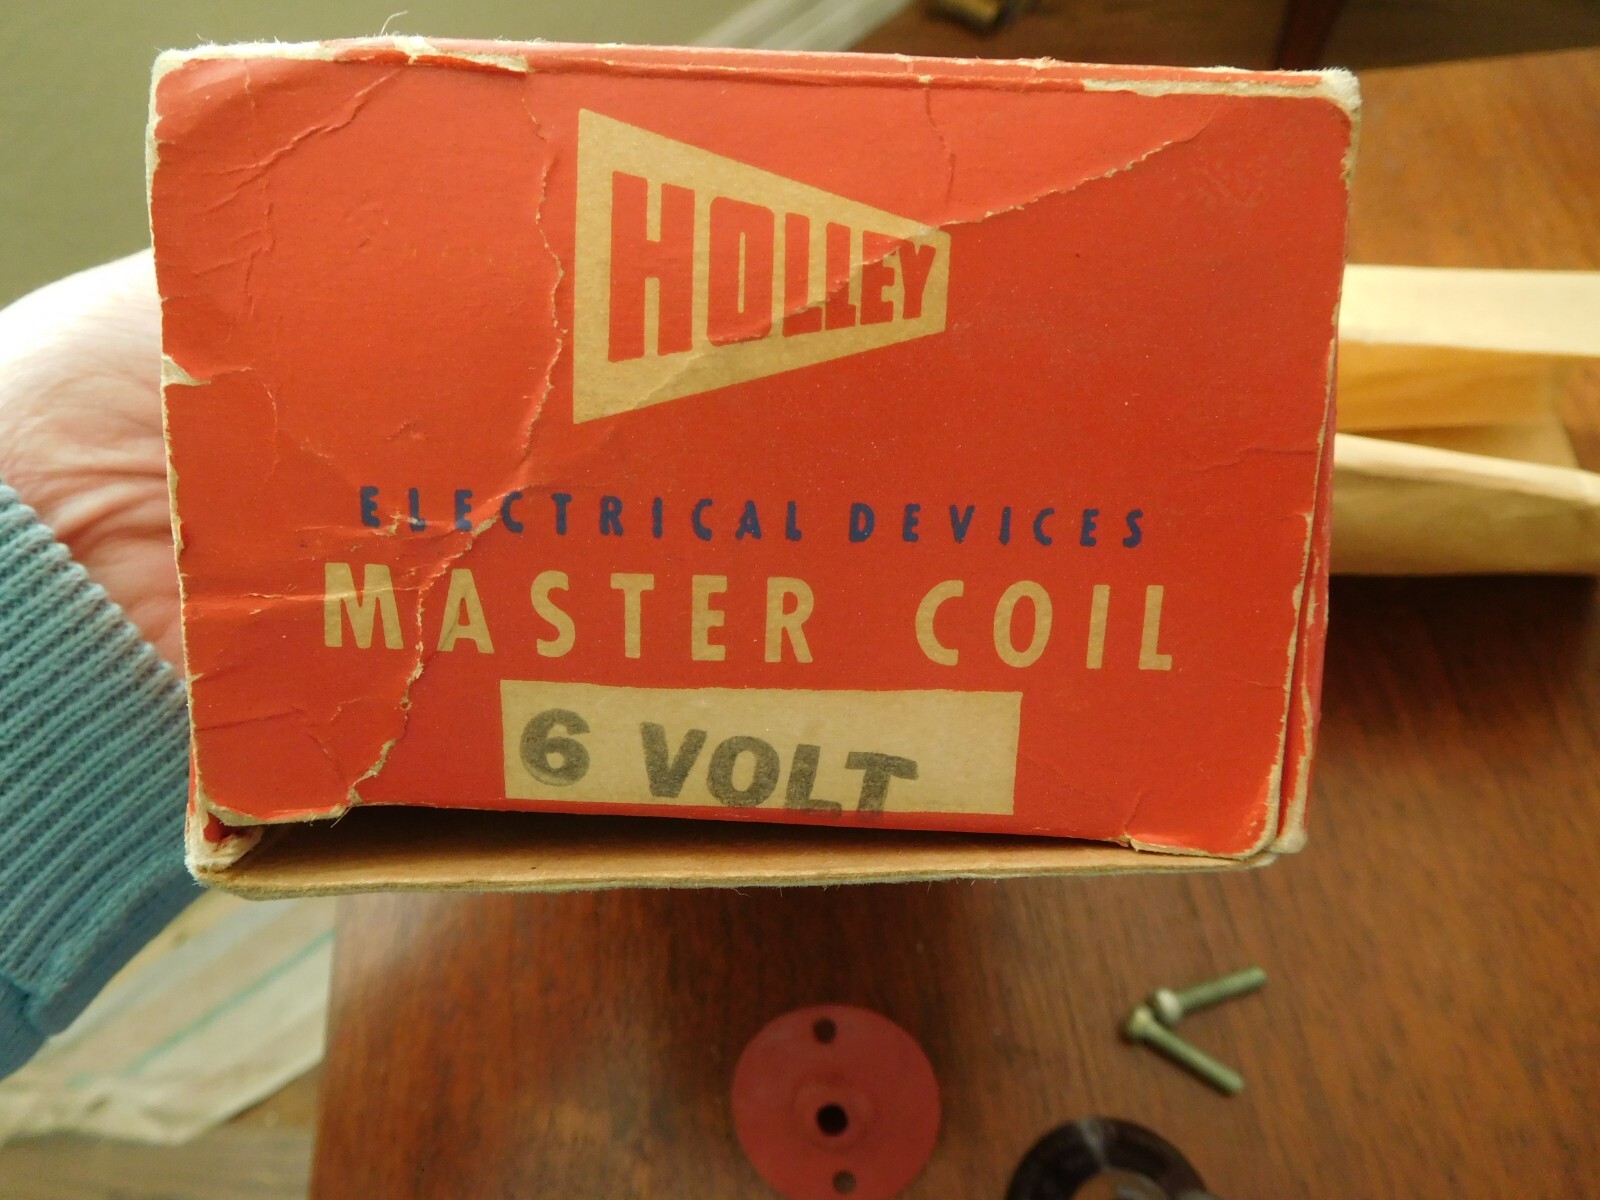 HOLLEY
ELECTRICAL DEVICES
MASTER COIL
6 VOLT